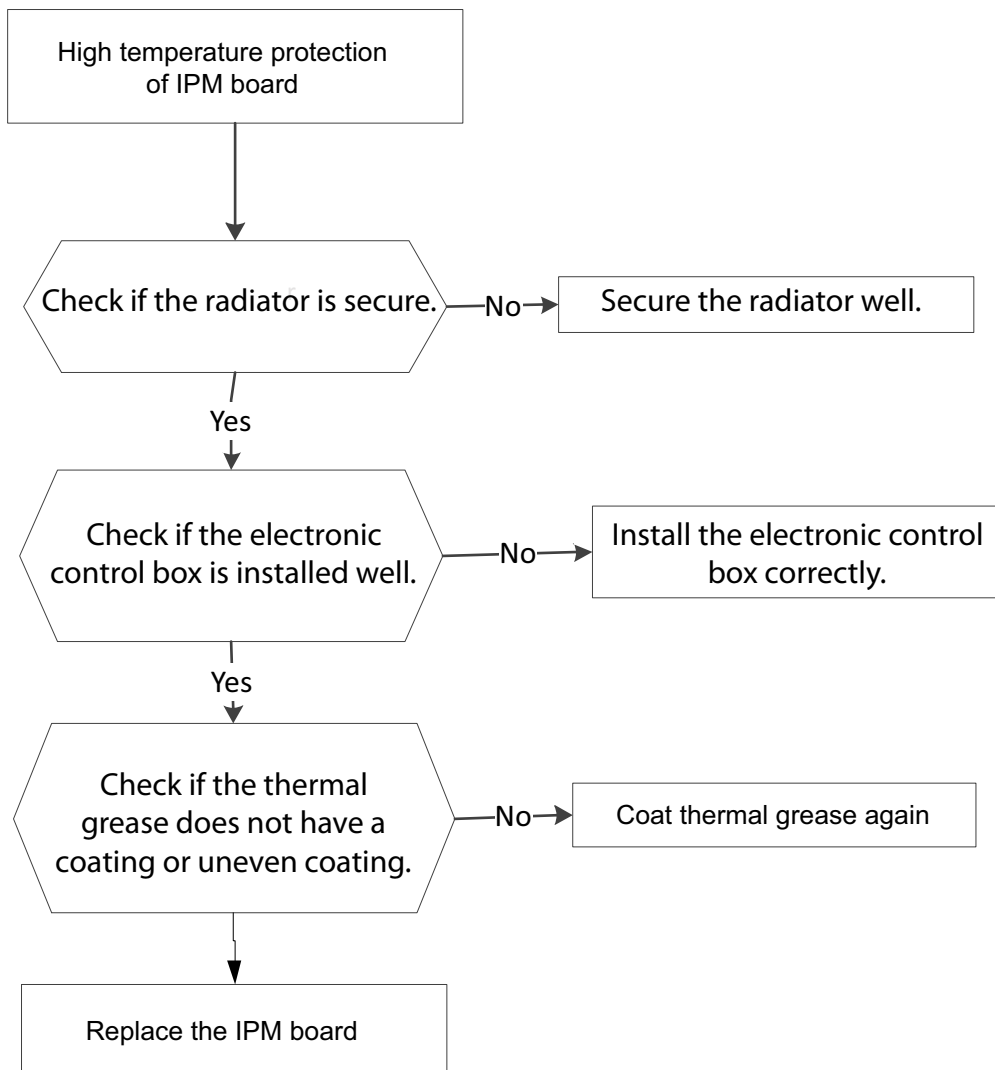 High temperature protection
of IPM board
Check if the radiator is secure.
No
Secure the radiator well.
Yes
Check if the electronic
control box is installed well.
No
Install the electronic control
box correctly.
Yes
Check if the thermal
grease does not have a
coating or uneven coating.
No
Coat thermal grease again
Replace the IPM board